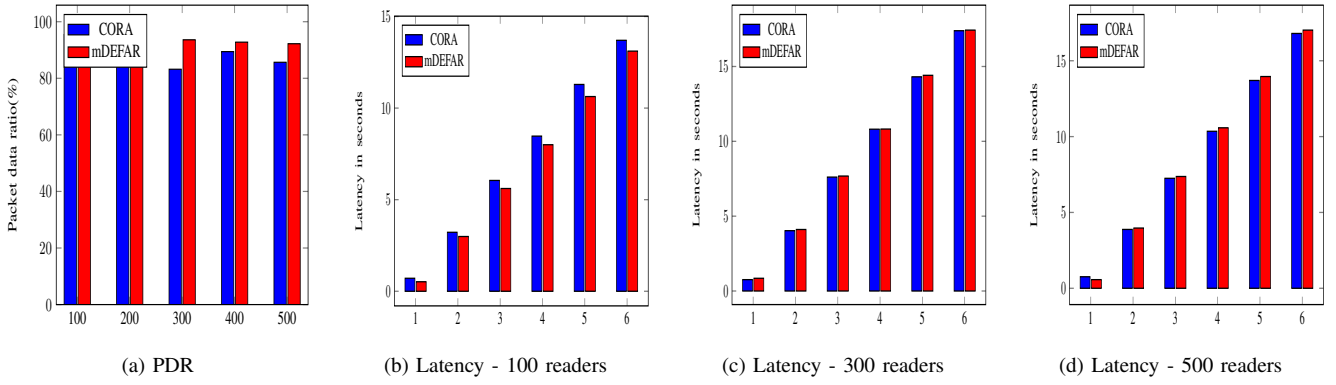 100
80
60
40
20
0
Packet data ratio(%)
CORA
mDEFAR
100 200 300 400 500
(a) PDR
15
10
5
0
Latency in seconds
CORA
mDEFAR
1 2 3 4 5 6
(b) Latency - 100 readers
15
10
5
0
Latency in seconds
CORA
mDEFAR
1 2 3 4 5 6
(c) Latency - 300 readers
15
10
5
0
Latency in seconds
CORA
mDEFAR
1 2 3 4 5 6
(d) Latency - 500 readers